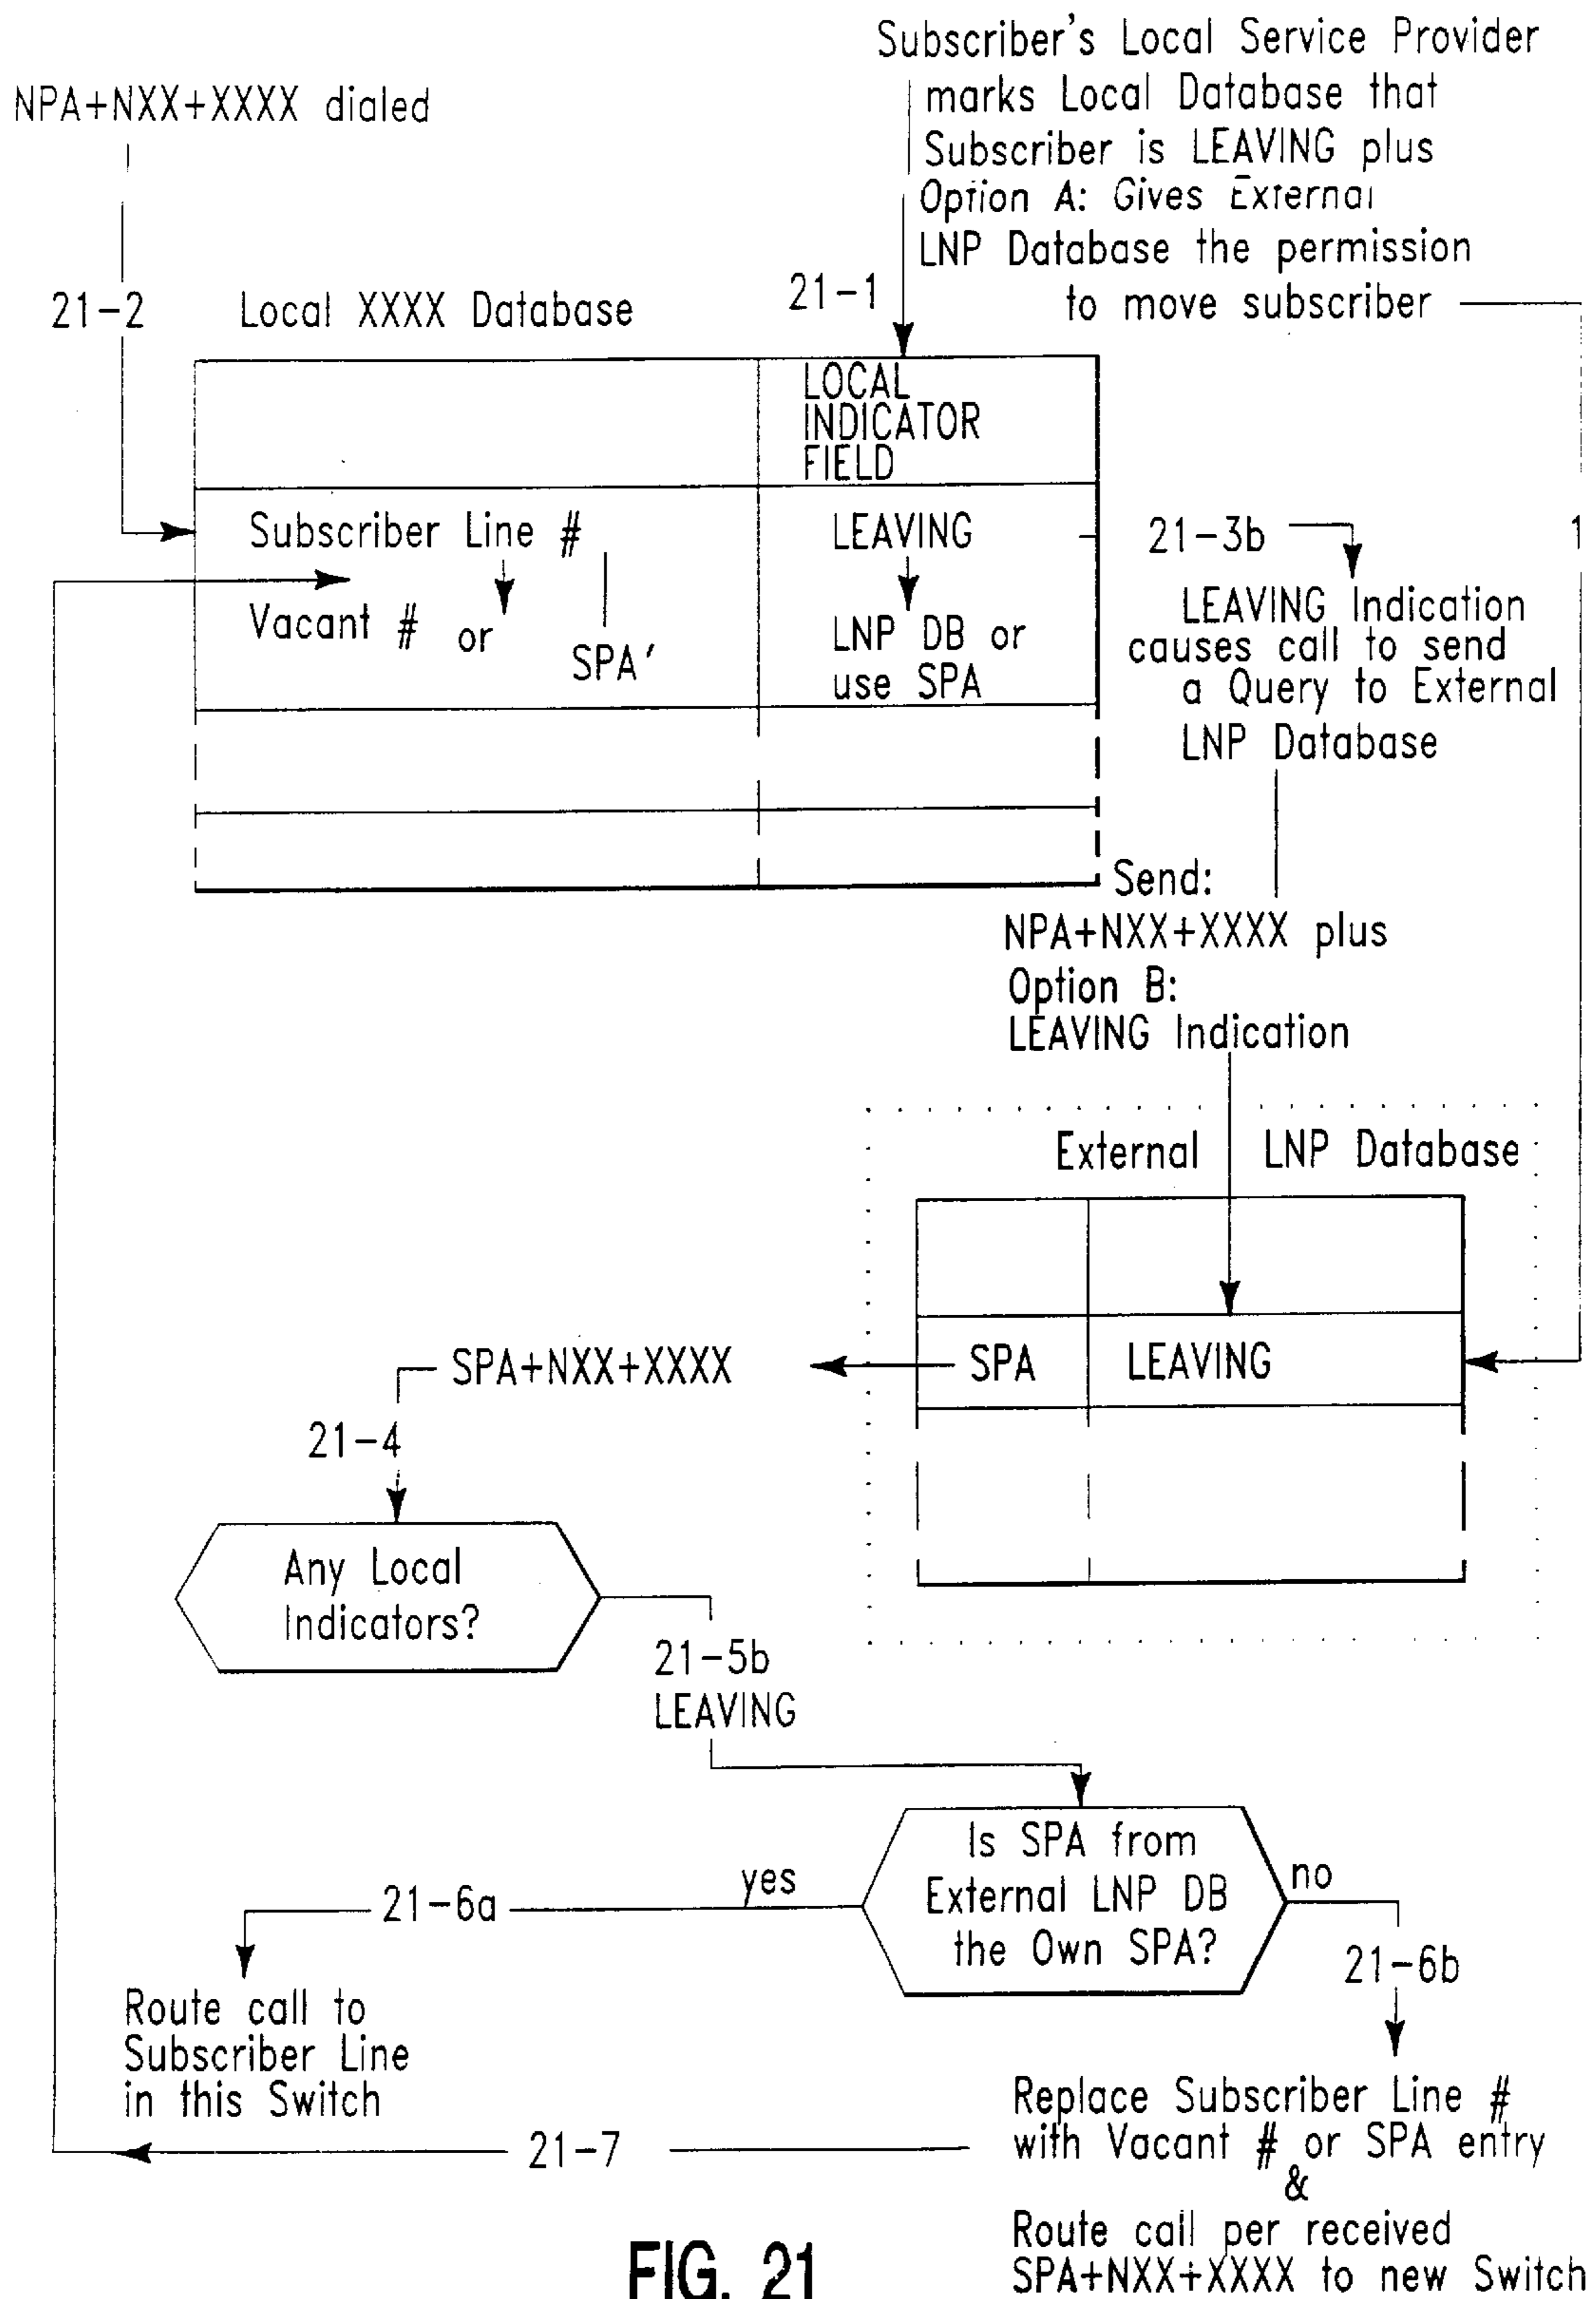 Subscriber's Local Service Provider
marks Local Database that
Subscriber is LEAVING plus
Option A: Gives External
LNP Database the permission
to move subscriber
NPA+NXX+XXXX dialed
21-2
Local XXXX Database
21-1
LOCAL
INDICATOR
FIELD
Subscriber Line #
LEAVING
Vacant # or
SPA'
LNP DB or
use SPA
21-3b
1
LEAVING Indication
causes call to send
a Query to External
LNP Database
Send:
NPA+NXX+XXXX plus
Option B:
LEAVING Indication
External LNP Database
SPA
LEAVING
SPA+NXX+XXXX
21-4
Any Local
Indicators?
21-5b
LEAVING
Is SPA from
External LNP DB
the Own SPA?
yes
no
21-6a
21-6b
Route call to
Subscriber Line
in this Switch
Replace Subscriber Line #
with Vacant # or SPA entry
&
Route call per received
SPA+NXX+XXXX to new Switch
21-7
FIG. 21